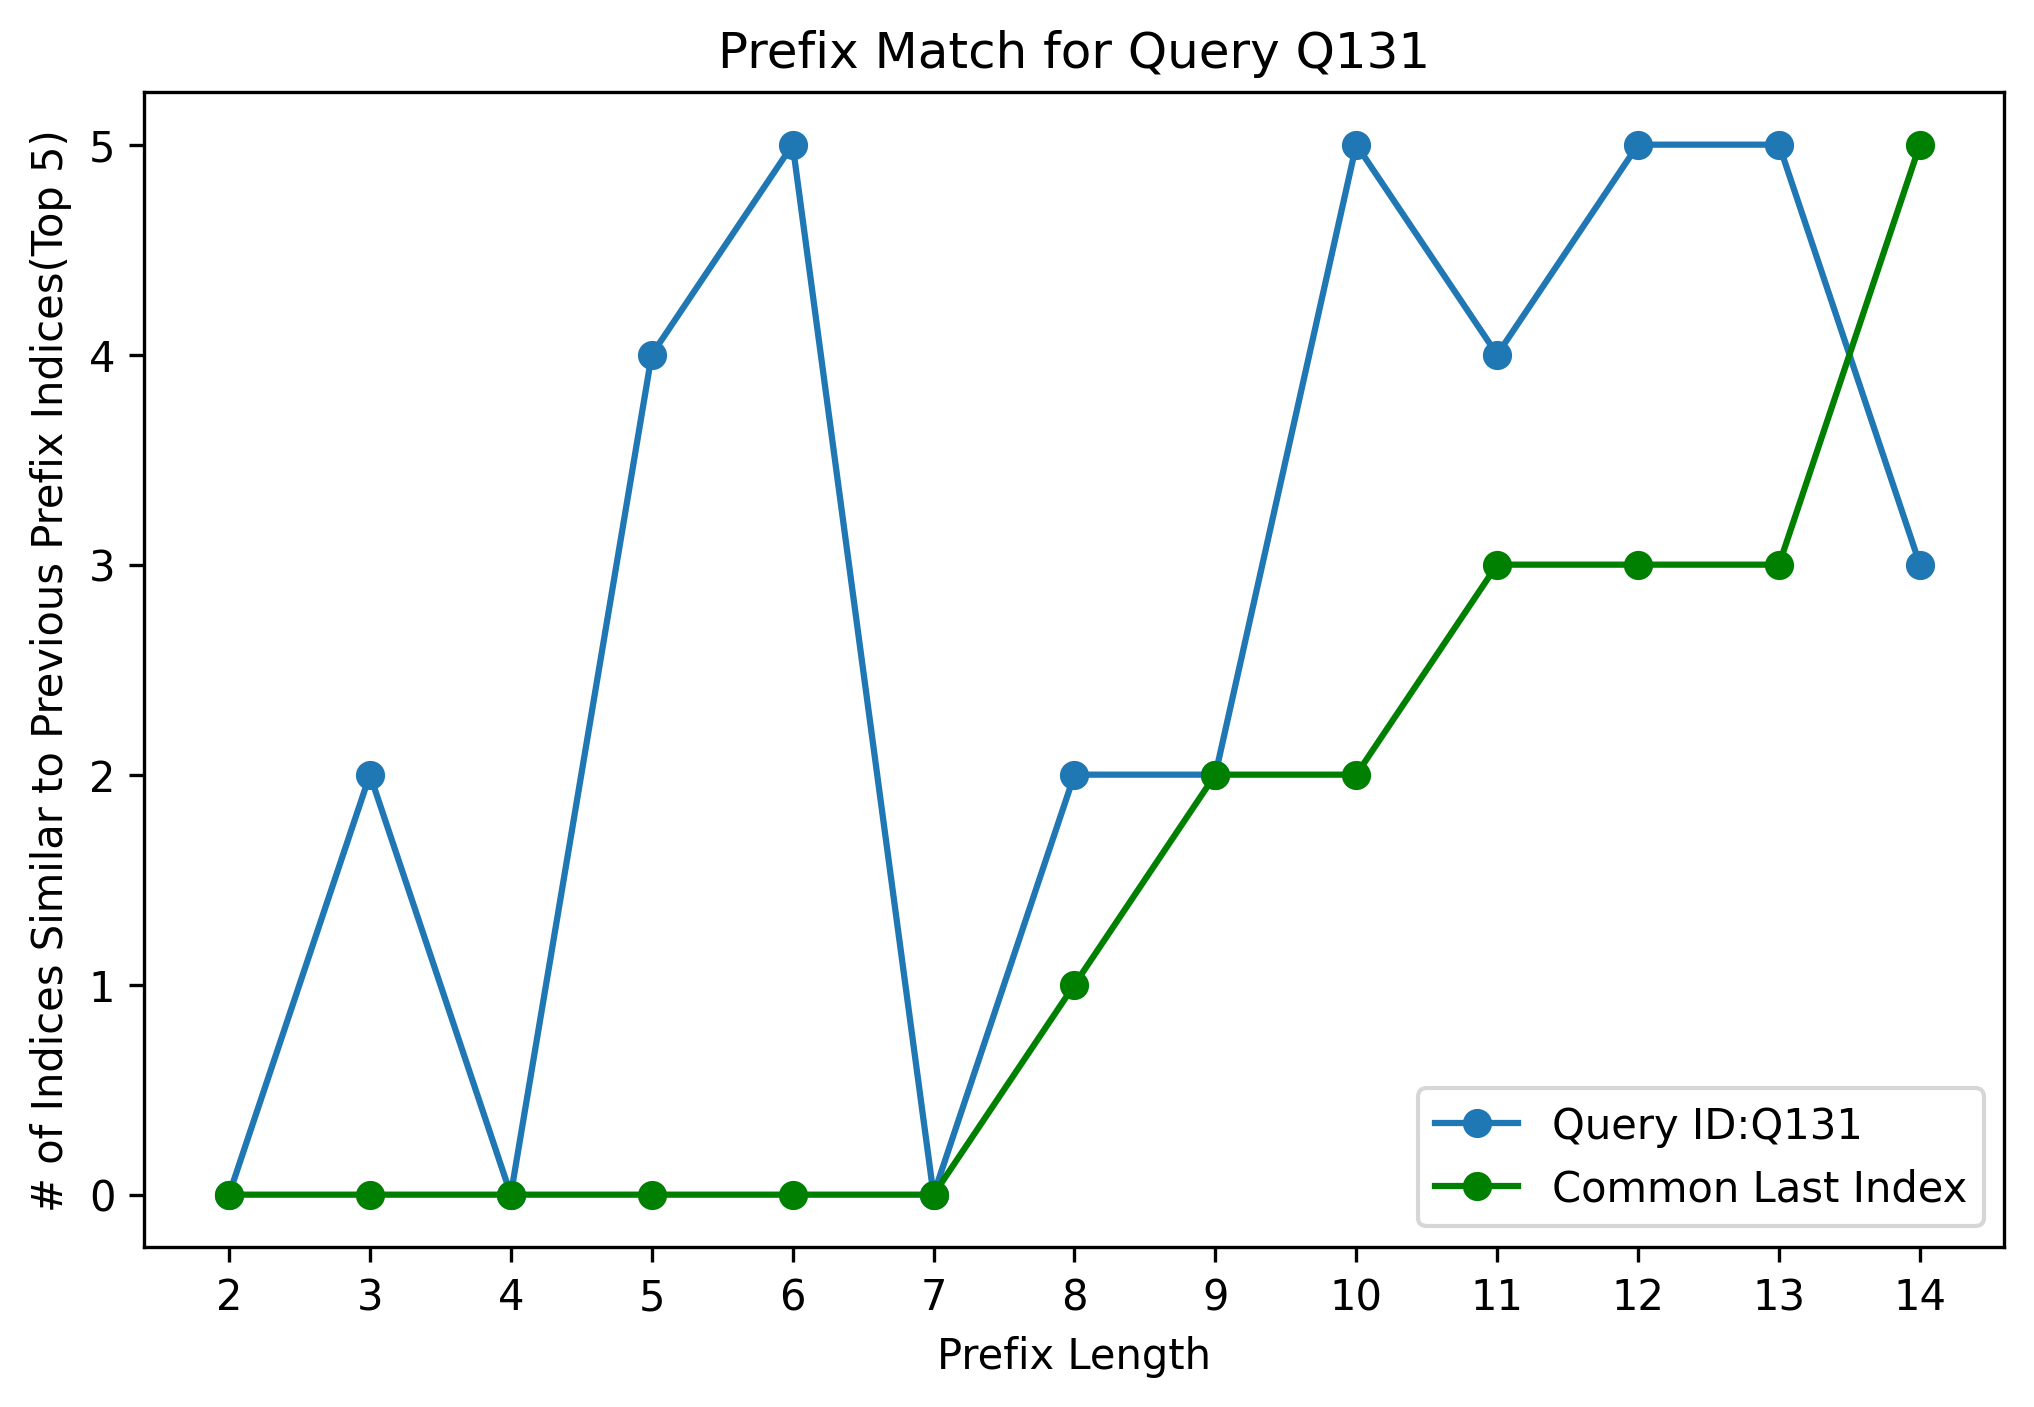 Prefix Match for Query Q131
# of Indices Similar to Previous Prefix Indices(Top 5)
5
4
3
2
1
0
Query ID:Q131
Common Last Index
2 3 4 5 6 7 8 9 10 11 12 13 14
Prefix Length